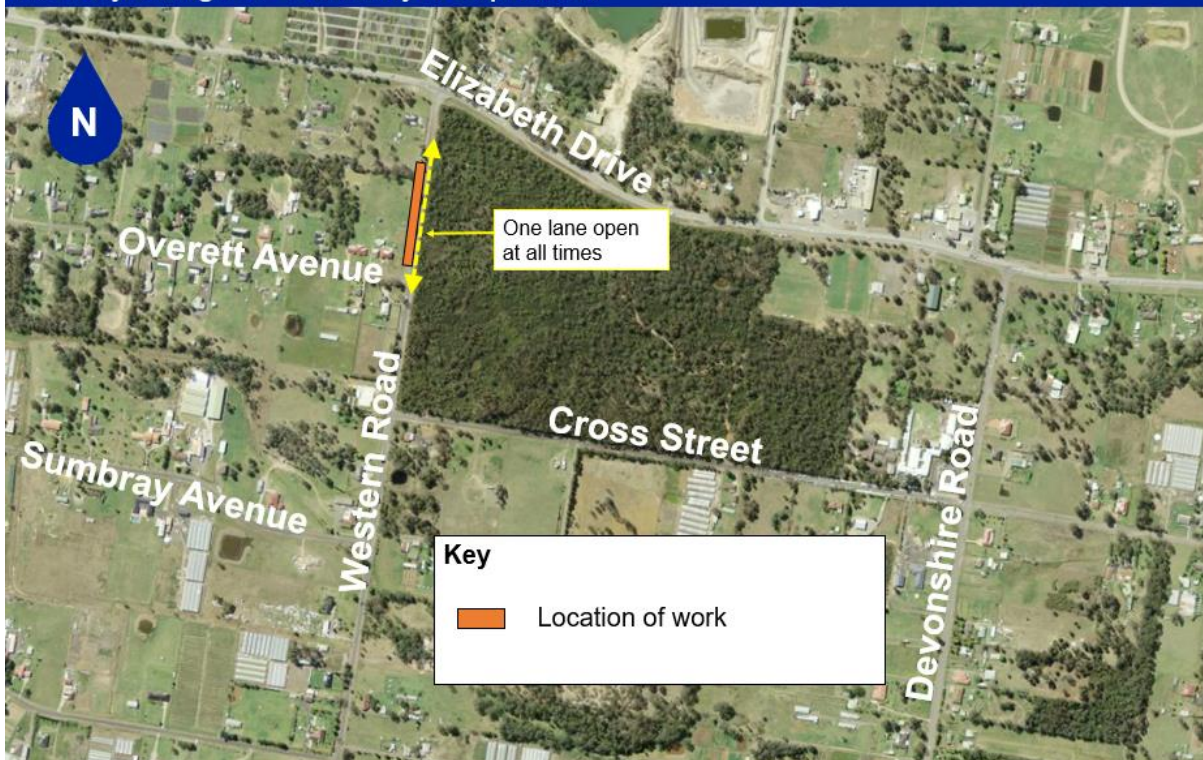 N
Elizabeth Drive
One lane open
at all times
Overett Avenue
Western Road
Cross Street
Sumbray Avenue
Devonshire Road
Key
Location of work